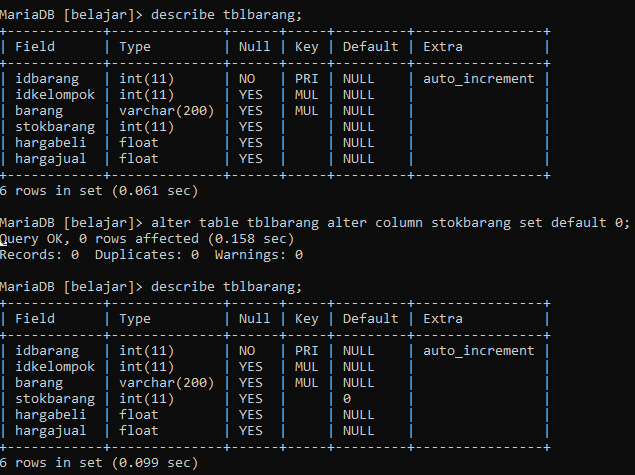 MariaDB [belajar]> describe tblbarang;
+------------+--------------+------+-----+---------+----------------+
| Field      | Type         | Null | Key | Default | Extra          |
+------------+--------------+------+-----+---------+----------------+
| idbarang   | int(11)      | NO   | PRI | NULL    | auto_increment |
| idkelompok | int(11)      | YES  | MUL | NULL    |                |
| barang     | varchar(200) | YES  | MUL | NULL    |                |
| stokbarang | int(11)      | YES  |     | NULL    |                |
| hargabeli  | float        | YES  |     | NULL    |                |
| hargajual  | float        | YES  |     | NULL    |                |
+------------+--------------+------+-----+---------+----------------+
6 rows in set (0.061 sec)

MariaDB [belajar]> alter table tblbarang alter column stokbarang set default 0;
Query OK, 0 rows affected (0.158 sec)
Records: 0  Duplicates: 0  Warnings: 0

MariaDB [belajar]> describe tblbarang;
+------------+--------------+------+-----+---------+----------------+
| Field      | Type         | Null | Key | Default | Extra          |
+------------+--------------+------+-----+---------+----------------+
| idbarang   | int(11)      | NO   | PRI | NULL    | auto_increment |
| idkelompok | int(11)      | YES  | MUL | NULL    |                |
| barang     | varchar(200) | YES  | MUL | NULL    |                |
| stokbarang | int(11)      | YES  |     | 0       |                |
| hargabeli  | float        | YES  |     | NULL    |                |
| hargajual  | float        | YES  |     | NULL    |                |
+------------+--------------+------+-----+---------+----------------+
6 rows in set (0.099 sec)